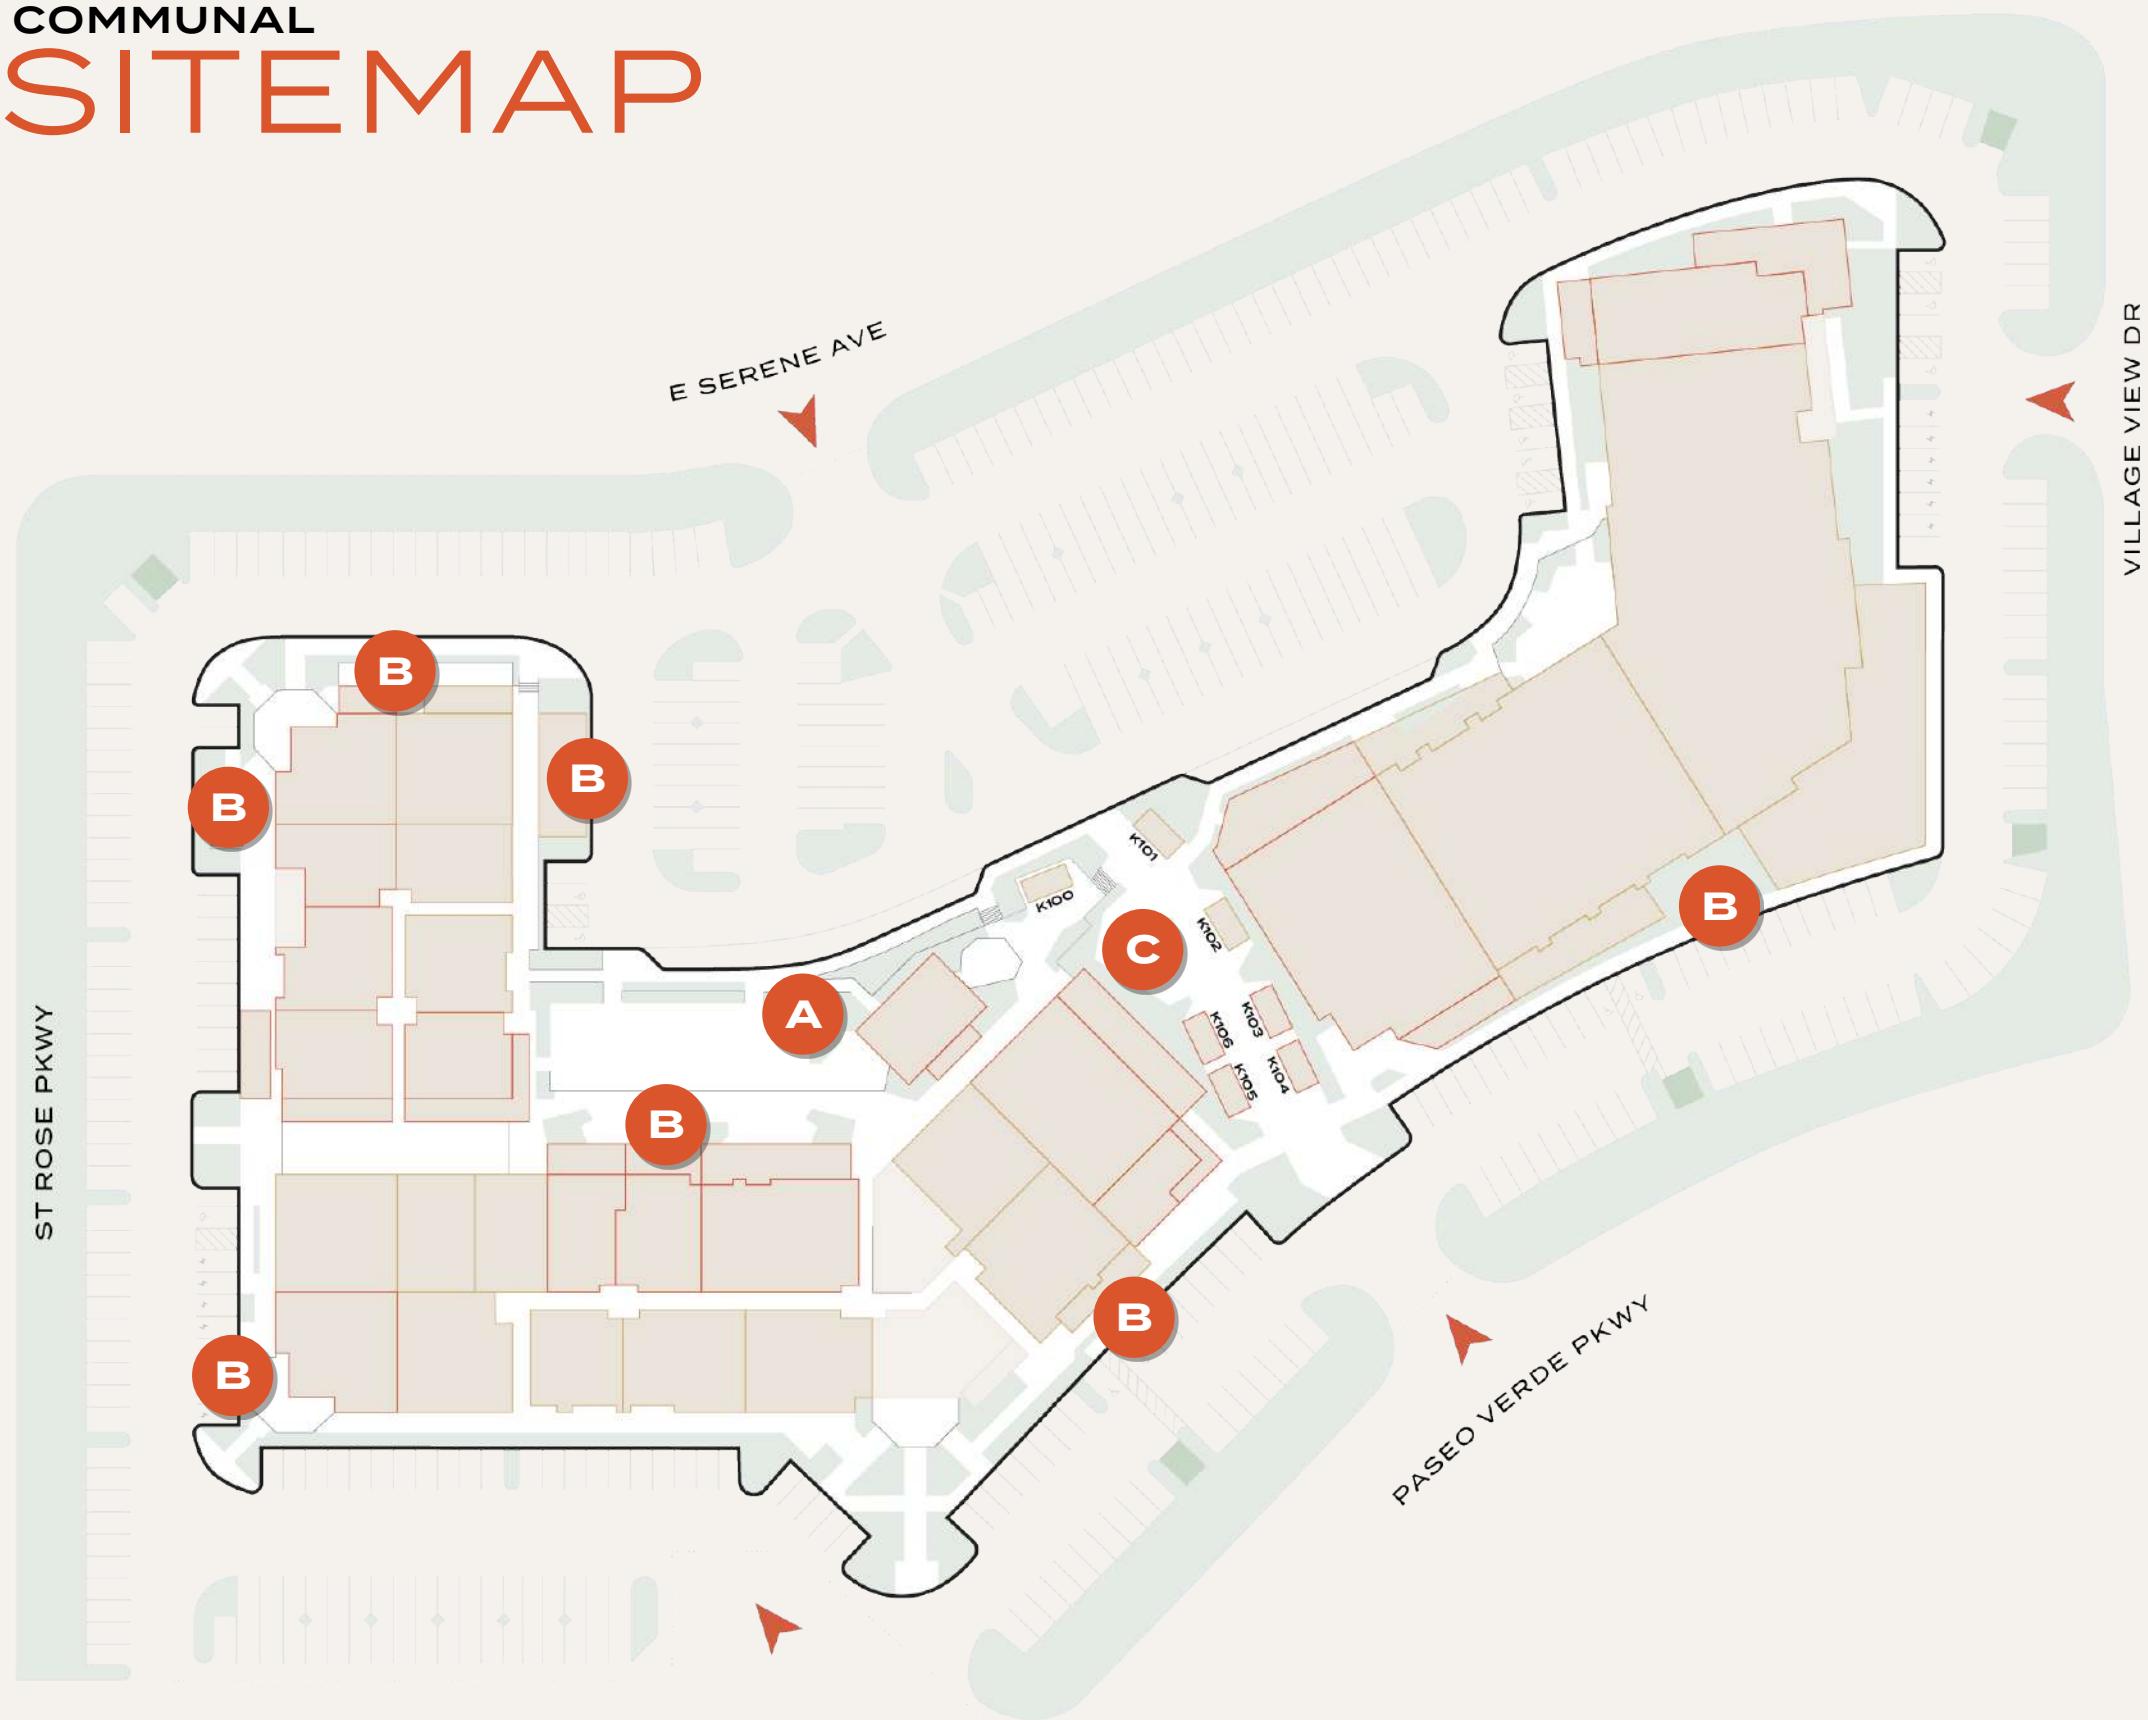 COMMUNAL
SITEMAP
E SERENE AVE
VILLAGE VIEW DR
B
B
B
K101
K100
B
K102
C
A
K103
K106
ST ROSE PKWY
K104
K105
B
B
B
PASEO VERDE PKWY